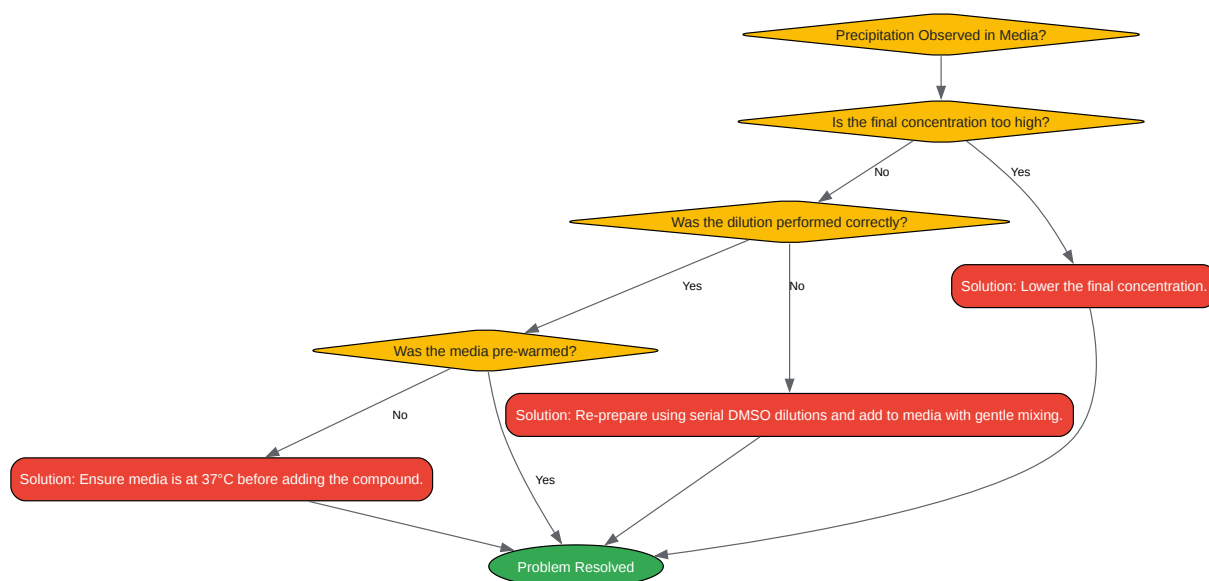 Precipitation Observed in Media?
Is the final concentration too high?
No
Yes
Was the dilution performed correctly?
Yes
No
Solution: Lower the final concentration.
Was the media pre-warmed?
No
Solution: Re-prepare using serial DMSO dilutions and add to media with gentle mixing.
Solution: Ensure media is at 37°C before adding the compound.
Yes
Problem Resolved